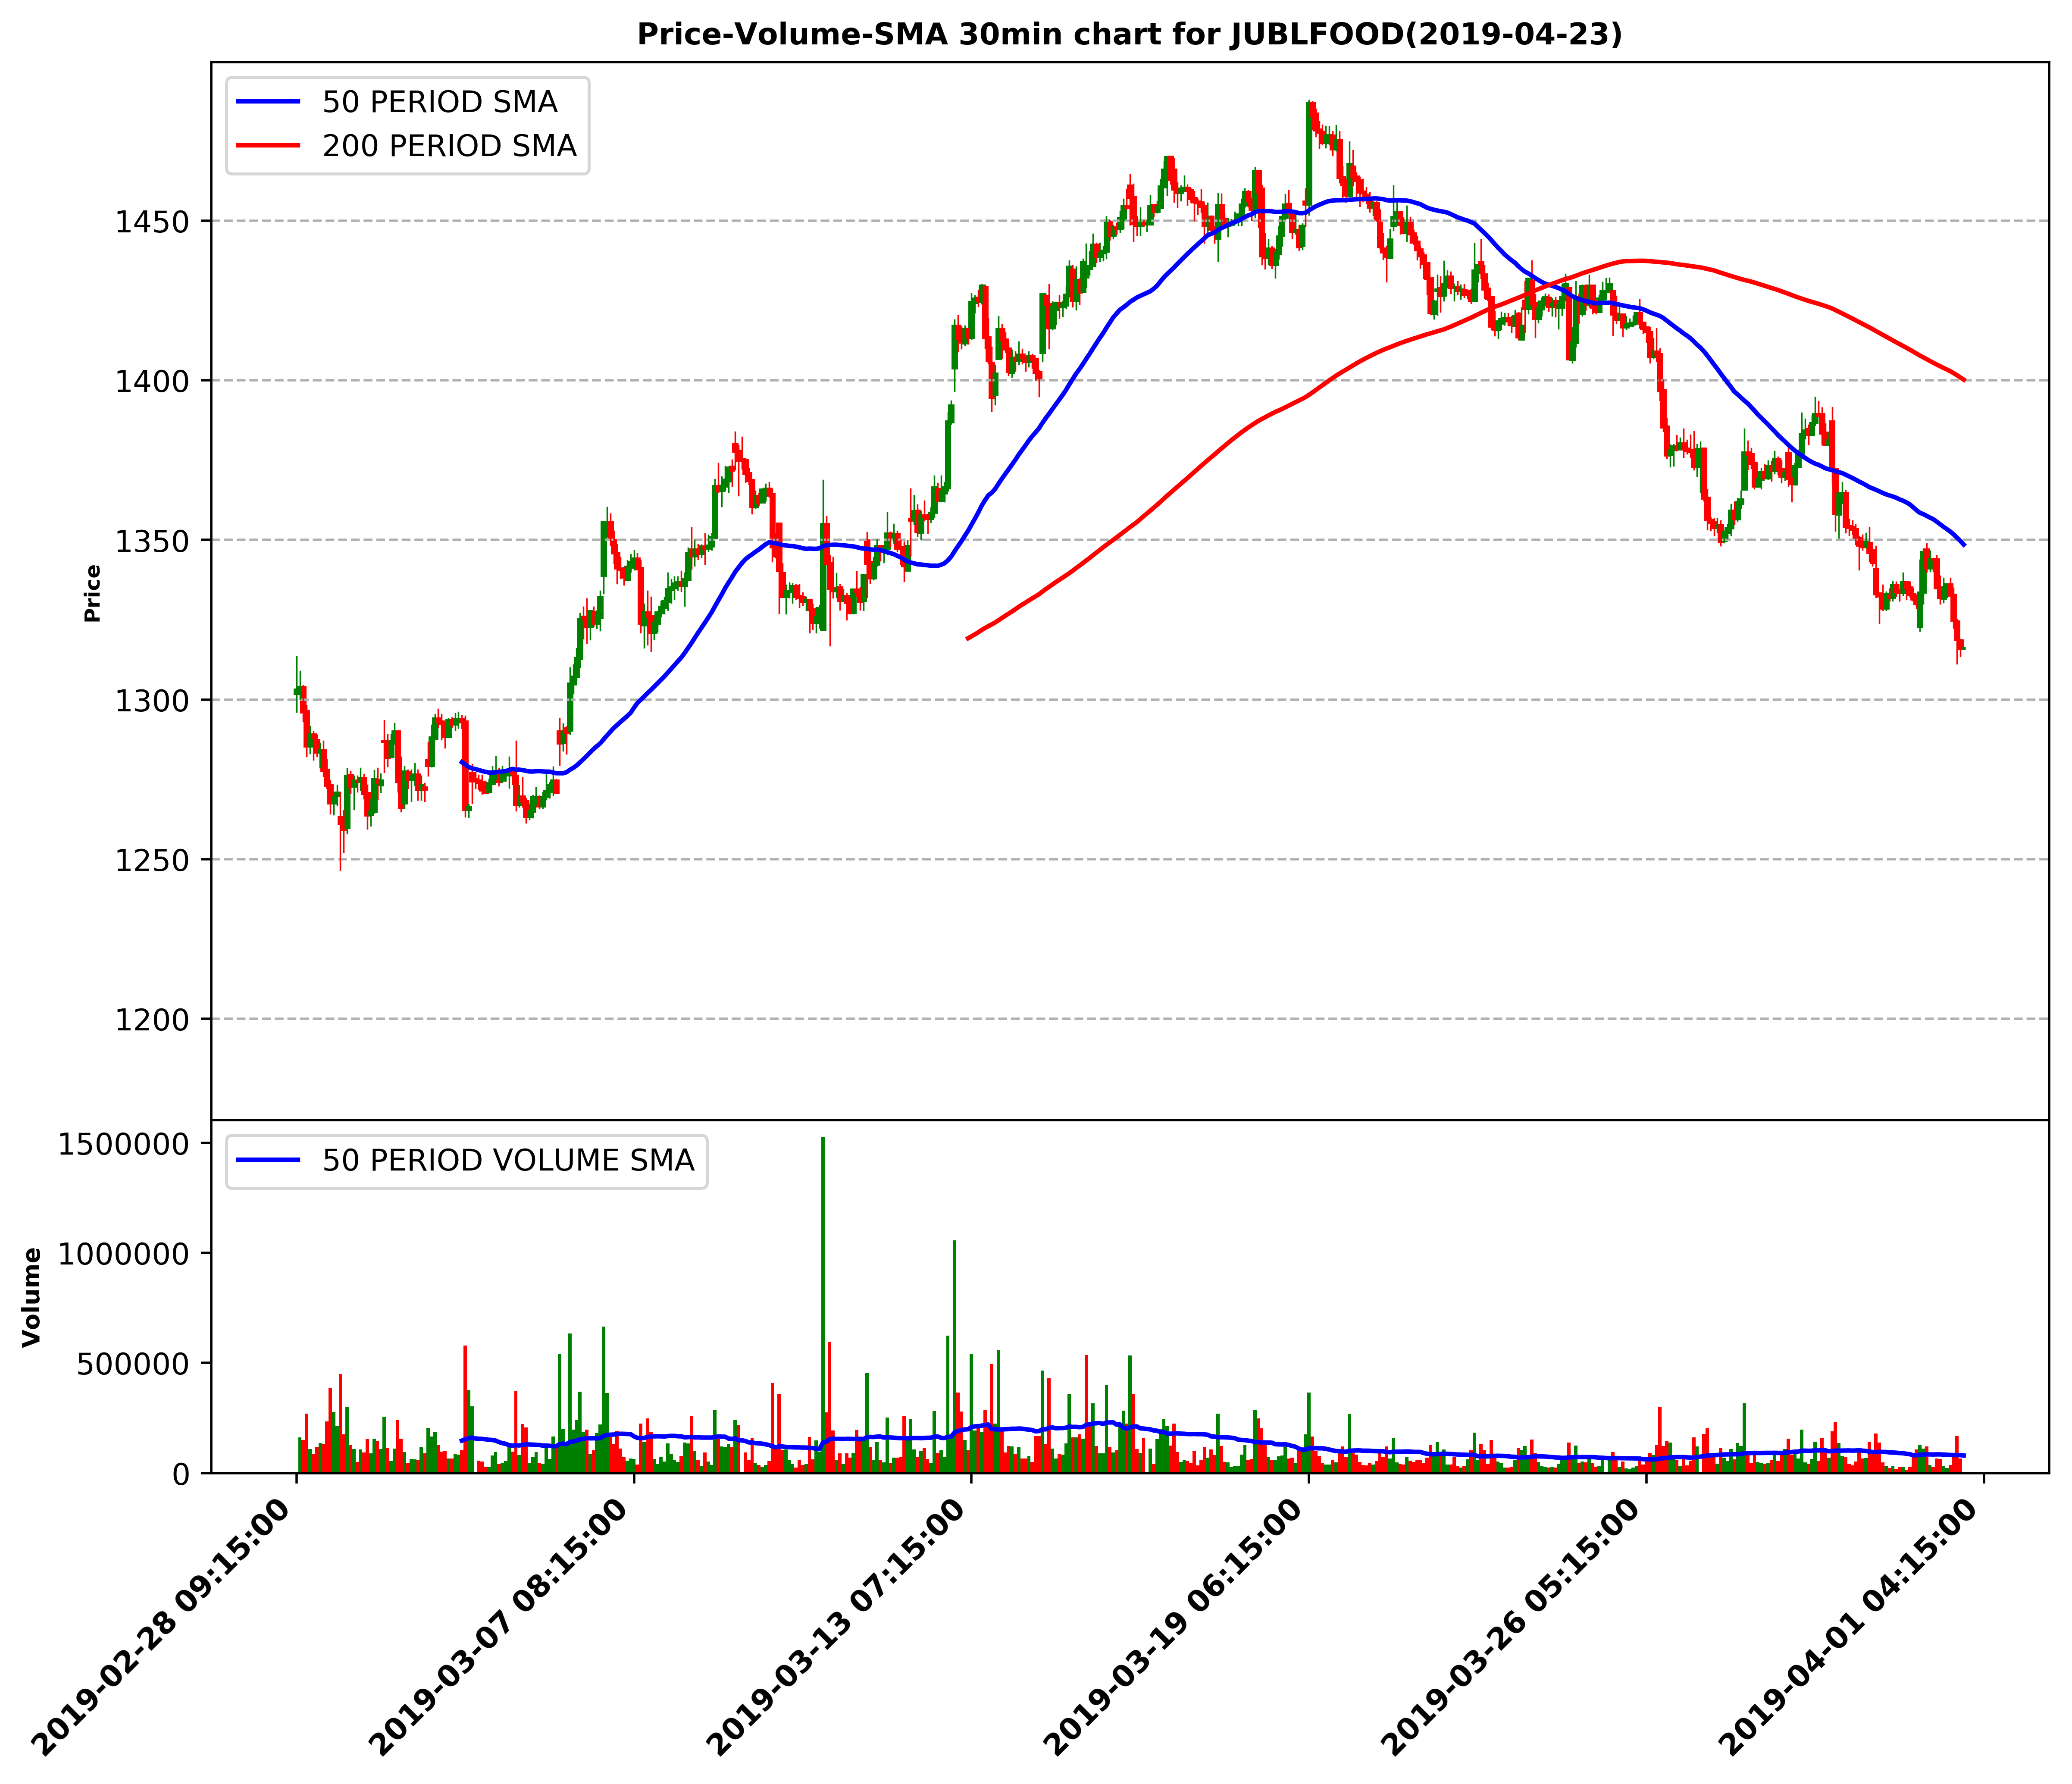 Price-Volume-SMA 30min chart for JUBLFOOD(2019-04-23)
50 PERIOD SMA
200 PERIOD SMA
1450
1400
1350
1300
1250
1200
Price
50 PERIOD VOLUME SMA
1500000
1000000
500000
0
Volume
2019-02-28 09:15:00
2019-03-07 08:15:00
2019-03-13 07:15:00
2019-03-19 06:15:00
2019-03-26 05:15:00
2019-04-01 04:15:00